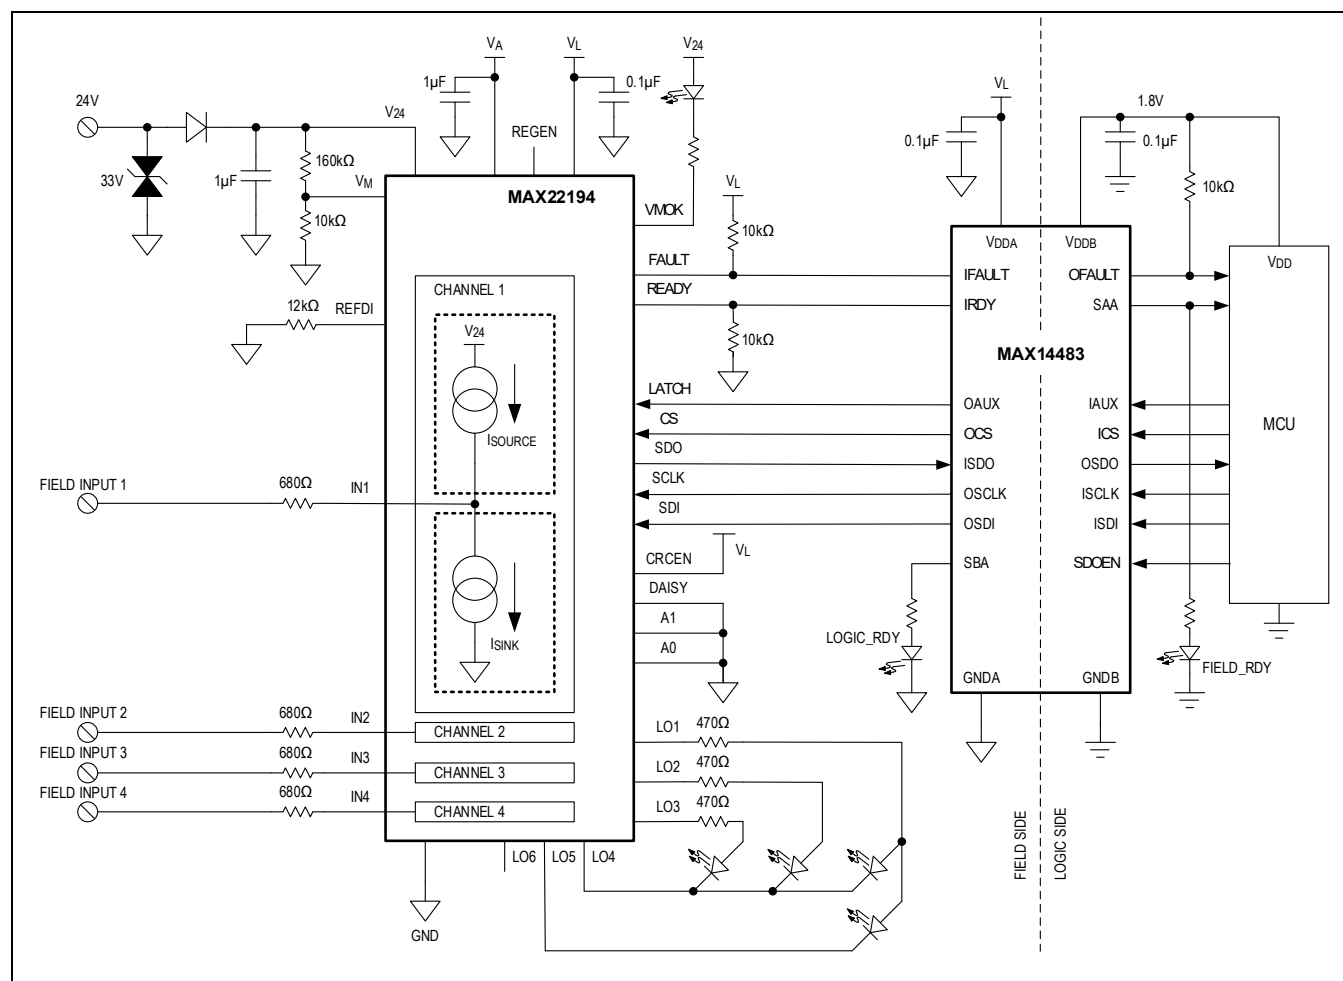 VA
VL
V24
1µF
0.1µF
24V
V24
REGEN
VL
1.8V
0.1µF
0.1µF
33V
1µF
160kΩ
VM
10kΩ
MAX22194
VMOK
VL
10kΩ
10kΩ
VDDA
VDDB
VDD
FAULT
IFAULT
OFAULT
READY
IRDY
SAA
12kΩ
REFDI
CHANNEL 1
V24
10kΩ
MAX14483
ISOURCE
LATCH
OAUX
IAUX
MCU
CS
OCS
ICS
SDO
ISDO
OSDO
FIELD INPUT 1
680Ω
IN1
SCLK
OSCLK
ISCLK
SDI
OSDI
ISDI
CRCEN
VL
SBA
SDOEN
DAISY
A1
A0
ISINK
LOGIC_RDY
FIELD_RDY
GNDA
GNDB
FIELD INPUT 2
680Ω
IN2
CHANNEL 2
LO1
470Ω
FIELD INPUT 3
680Ω
IN3
CHANNEL 3
LO2
470Ω
FIELD INPUT 4
680Ω
IN4
CHANNEL 4
LO3
470Ω
FIELD SIDE
LOGIC SIDE
LO6
LO5
LO4
GND